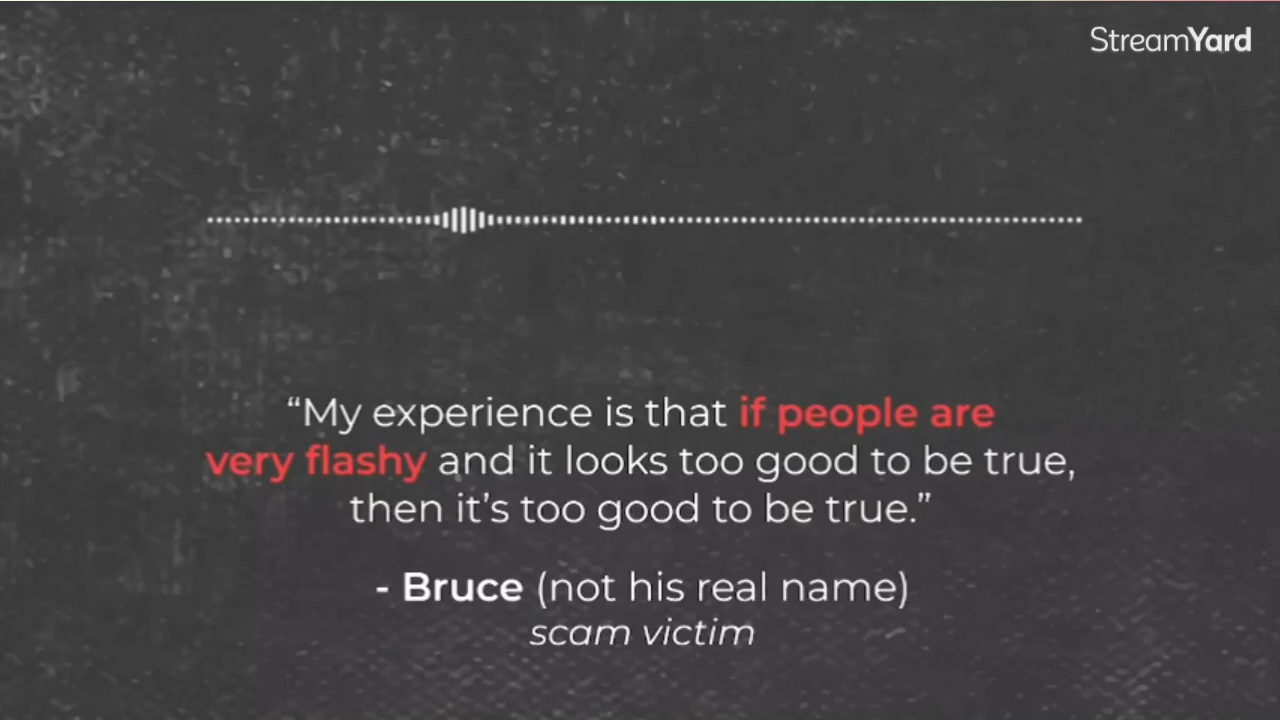 StreamYard
“My experience is that if people are
very flashy and it looks too good to be true,
then it’s too good to be true.”
- Bruce (not his real name)
scam victim